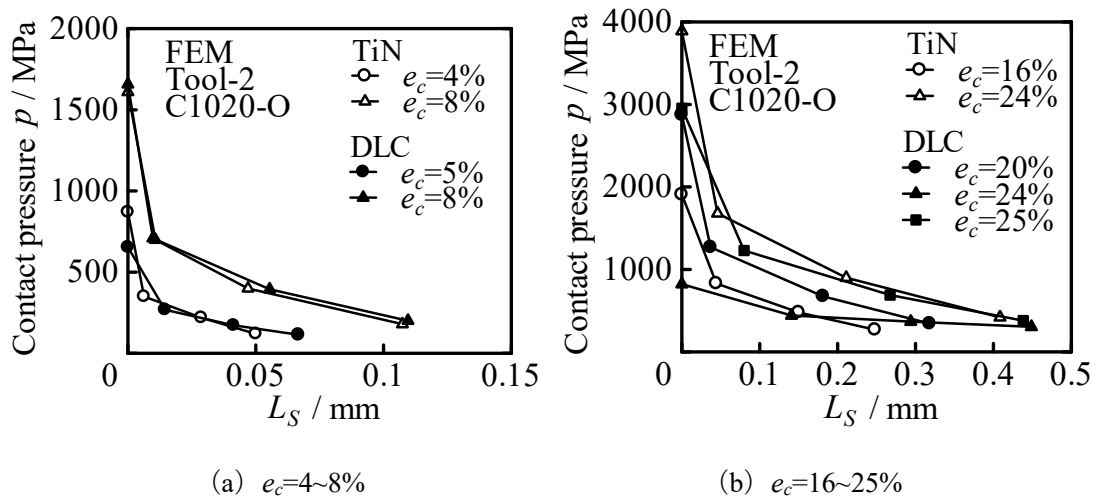 2000
1500
1000
500
0
0.05
0.1
0.15
Contact pressure p / MPa
L_S / mm
FEM
Tool-2
C1020-O
TiN
e_c=4%
e_c=8%
DLC
e_c=5%
e_c=8%
(a) e_c=4~8%
4000
3000
2000
1000
0
0.1
0.2
0.3
0.4
0.5
Contact pressure p / MPa
L_S / mm
FEM
Tool-2
C1020-O
TiN
e_c=16%
e_c=24%
DLC
e_c=20%
e_c=24%
e_c=25%
(b) e_c=16~25%